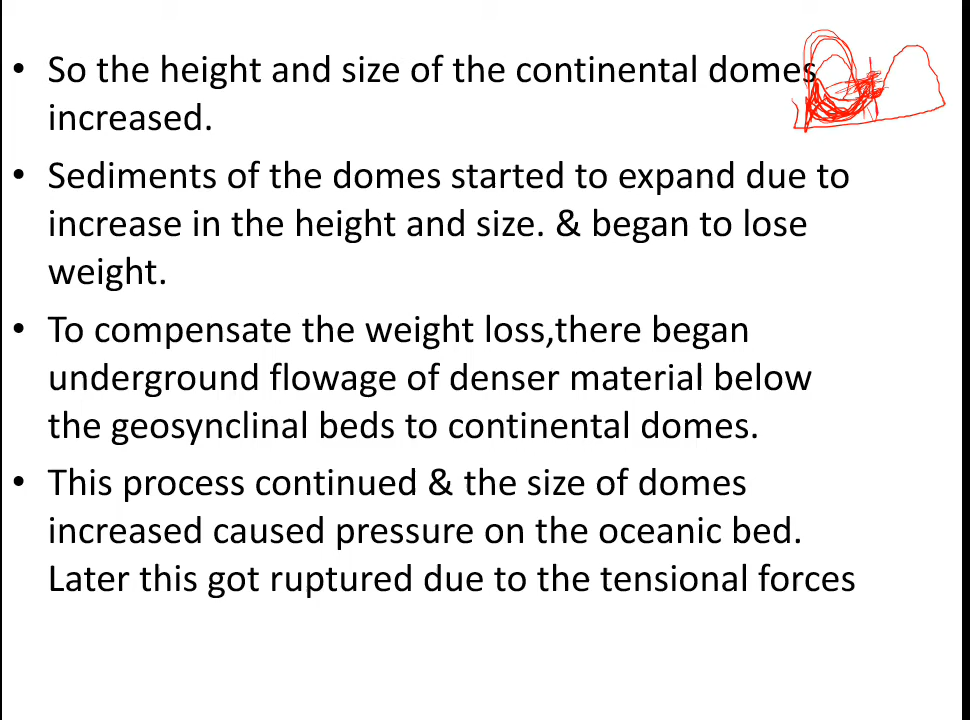 • So the height and size of the continental domes
increased.
• Sediments of the domes started to expand due to
increase in the height and size. & began to lose
weight.
• To compensate the weight loss,there began
underground flowage of denser material below
the geosynclinal beds to continental domes.
• This process continued & the size of domes
increased caused pressure on the oceanic bed.
Later this got ruptured due to the tensional forces